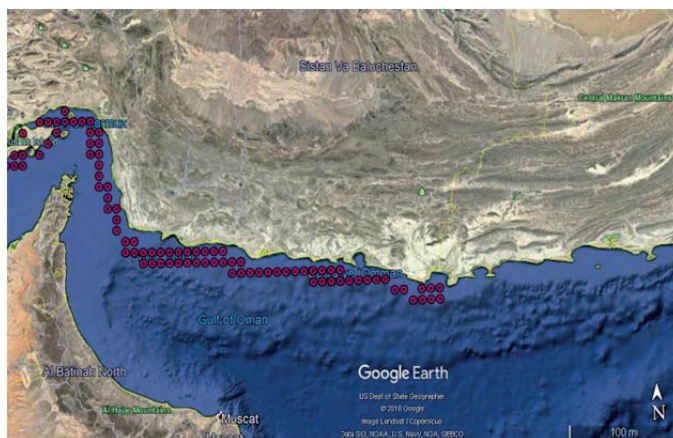 Sistan Va Baluchestan
Central Makran Mountains
Gulf of Oman
Al Batinah North
Al Hajar Mountains
Muscat
Google Earth
US Dept of State Geographer
© 2018 Google
Image Landsat / Copernicus
Data SIO, NOAA, U.S. Navy, NGA, GEBCO
N
100 mi